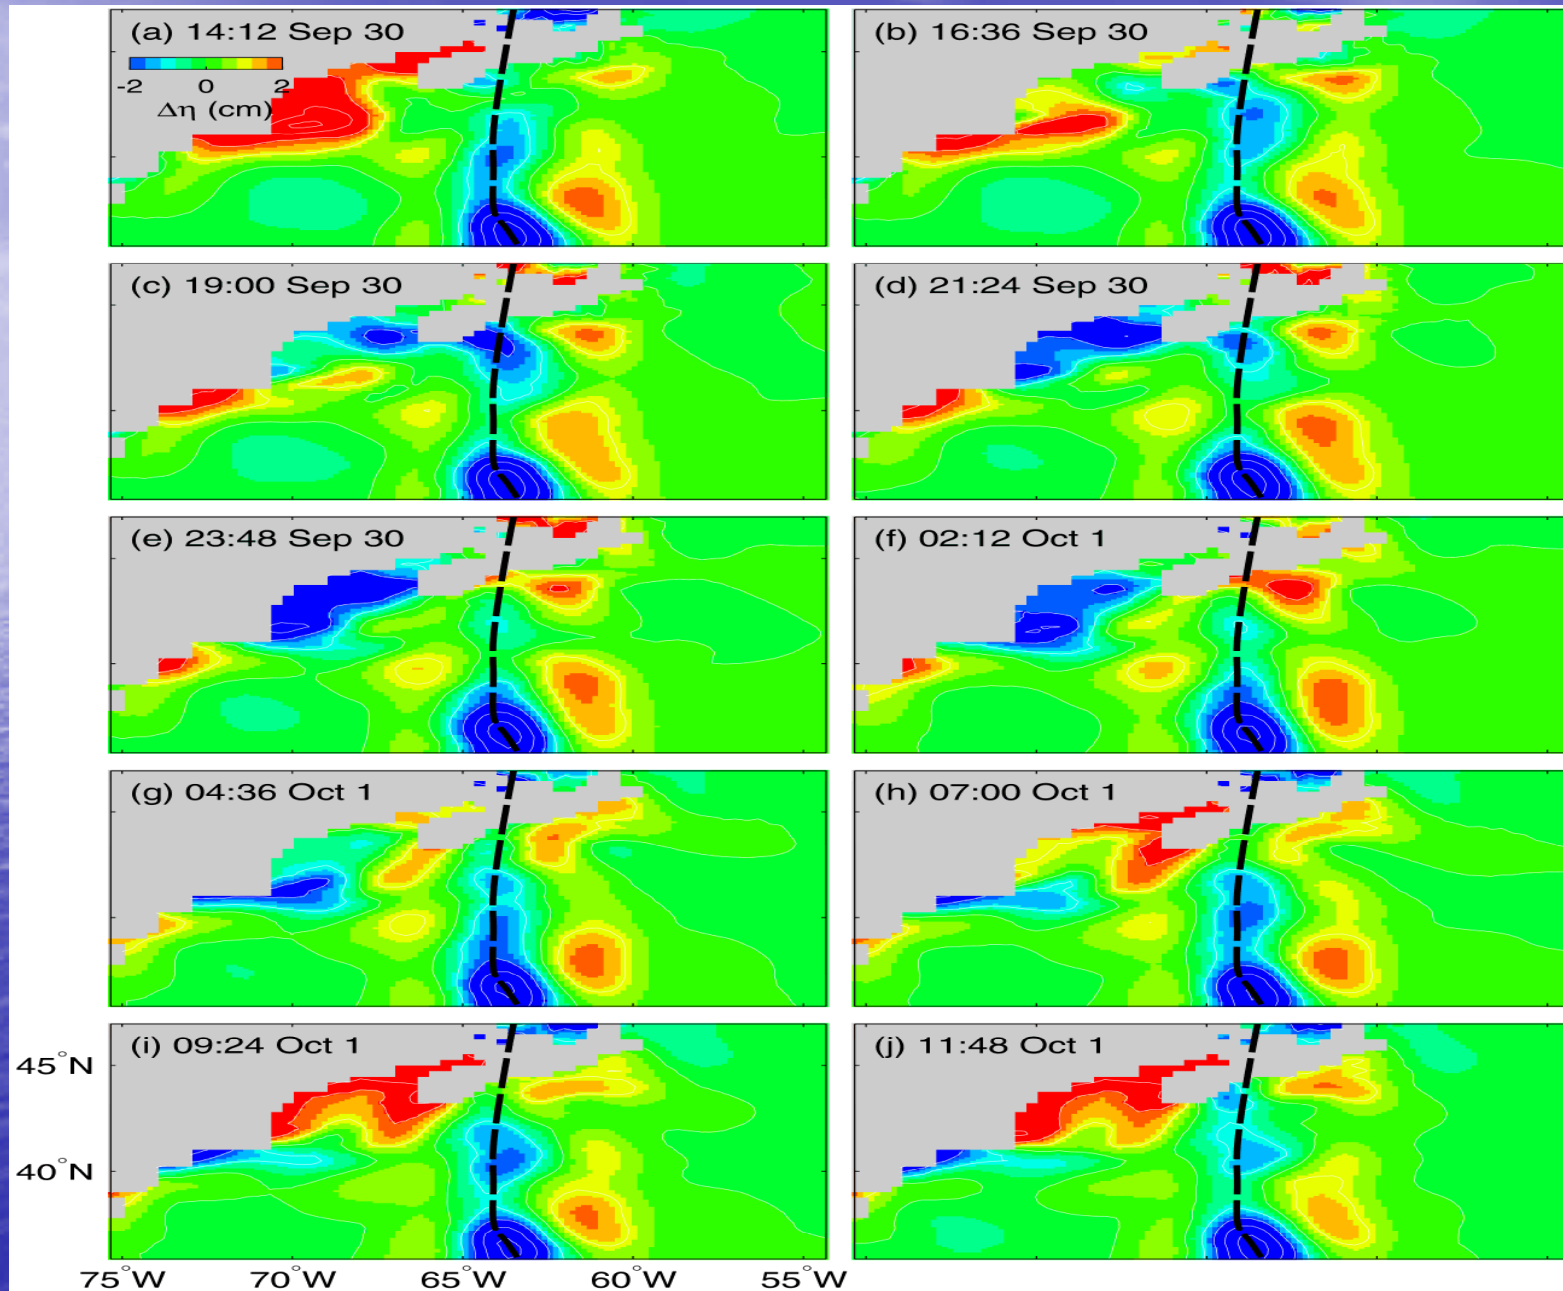 (a) 14:12 Sep 30
-2 0 2
Δη (cm)
(b) 16:36 Sep 30
(c) 19:00 Sep 30
(d) 21:24 Sep 30
(e) 23:48 Sep 30
(f) 02:12 Oct 1
(g) 04:36 Oct 1
(h) 07:00 Oct 1
(i) 09:24 Oct 1
(j) 11:48 Oct 1
45°N
40°N
75°W 70°W 65°W 60°W 55°W